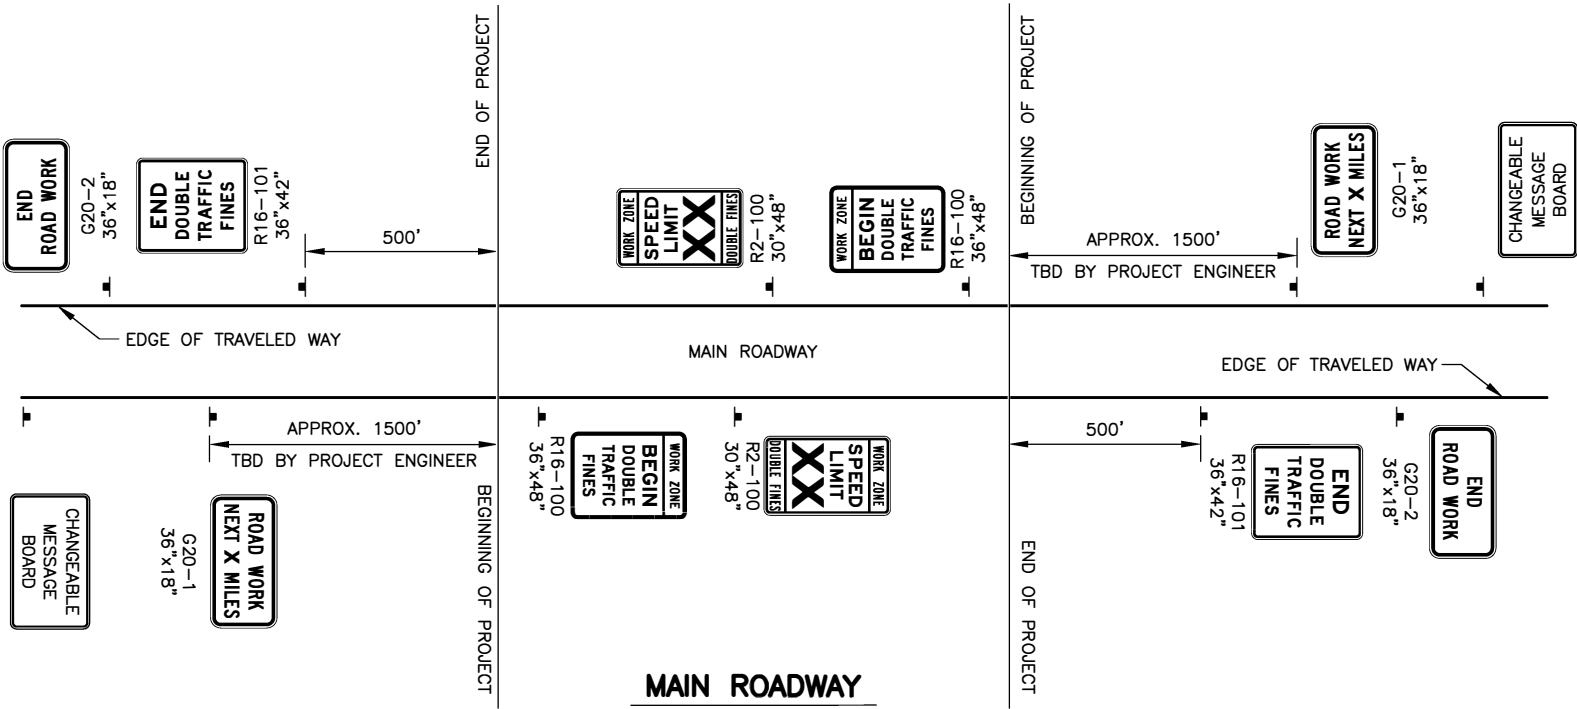 END OF PROJECT
BEGINNING OF PROJECT
END
ROAD WORK
G20-2
36"x18"
END
DOUBLE
TRAFFIC
FINES
R16-101
36"x42"
500'
WORK ZONE
SPEED
LIMIT
XX
DOUBLE FINES
R2-100
30"x48"
WORK ZONE
BEGIN
DOUBLE
TRAFFIC
FINES
R16-100
36"x48"
APPROX. 1500'
TBD BY PROJECT ENGINEER
ROAD WORK
NEXT X MILES
G20-1
36"x18"
CHANGEABLE
MESSAGE
BOARD
EDGE OF TRAVELED WAY
MAIN ROADWAY
EDGE OF TRAVELED WAY
CHANGEABLE
MESSAGE
BOARD
APPROX. 1500'
TBD BY PROJECT ENGINEER
ROAD WORK
NEXT X MILES
G20-1
36"x18"
BEGINNING OF PROJECT
WORK ZONE
BEGIN
DOUBLE
TRAFFIC
FINES
R16-100
36"x48"
WORK ZONE
SPEED
LIMIT
XX
DOUBLE FINES
R2-100
30"x48"
END OF PROJECT
500'
END
DOUBLE
TRAFFIC
FINES
R16-101
36"x42"
END
ROAD WORK
G20-2
36"x18"
MAIN ROADWAY